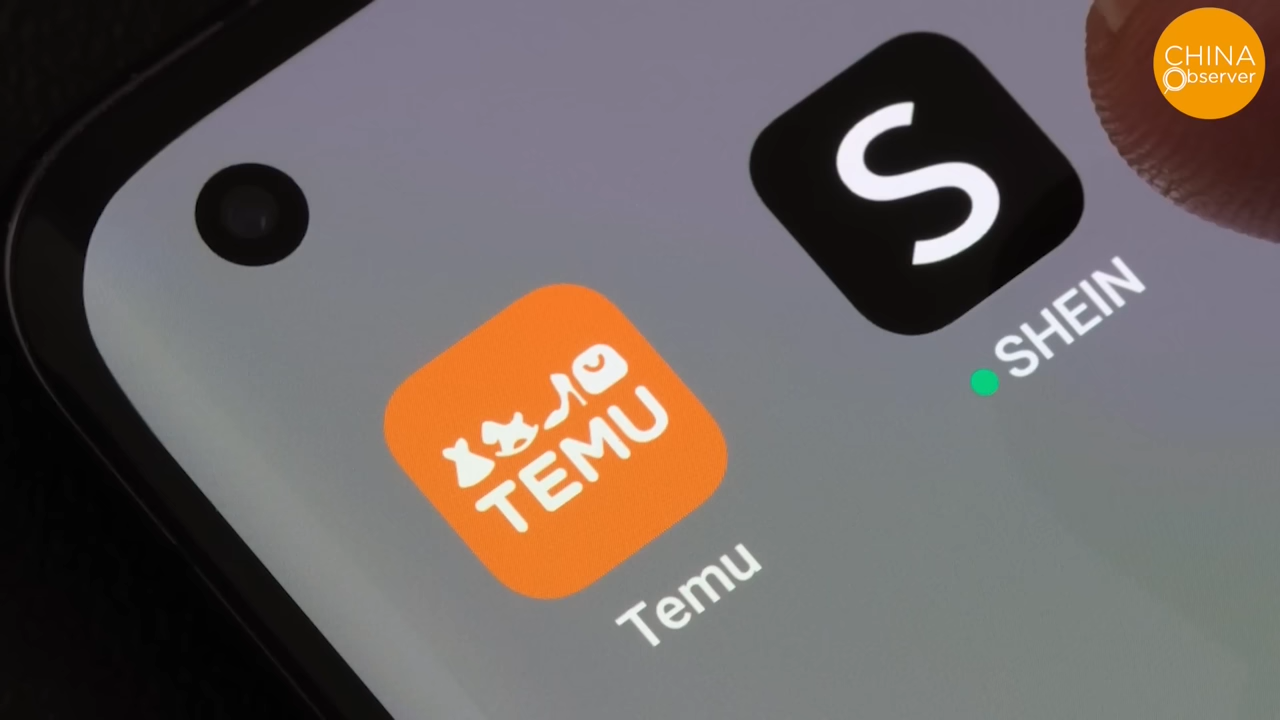 CHINA
Observer
S
SHEIN
TEMU
Temu